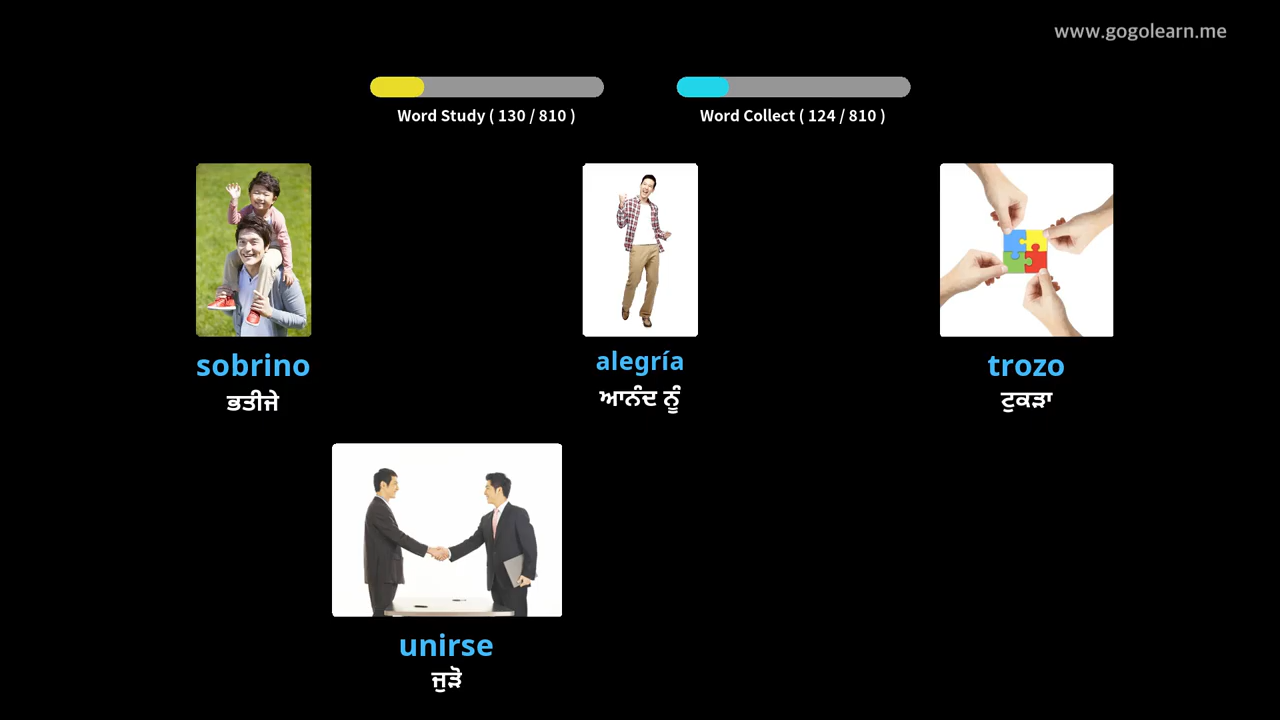 www.gogolearn.me
Word Study ( 130 / 810 )
Word Collect ( 124 / 810 )
sobrino
ਭਤੀਜੇ
alegría
ਆਨੰਦ ਨੂੰ
trozo
ਟੁਕੜਾ
unirse
ਜੁੜੋ